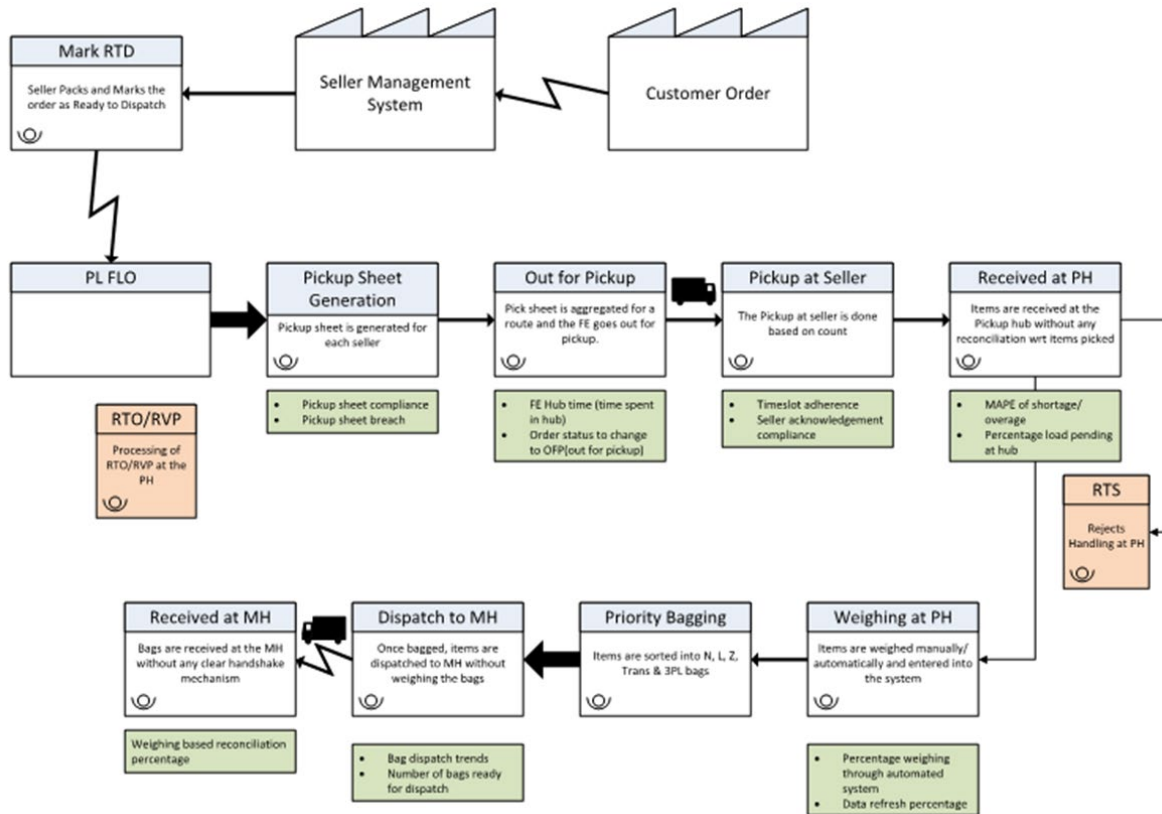 Mark RTD
Seller Packs and Marks the
order as Ready to Dispatch
Seller Management
System
Customer Order
PL FLO
Pickup Sheet
Generation
Pickup sheet is generated for
each seller
Out for Pickup
Pick sheet is aggregated for a
route and the FE goes out for
pickup.
Pickup at Seller
The Pickup at seller is done
based on count
Received at PH
Items are received at the
Pickup hub without any
reconciliation wrt items picked
• Pickup sheet compliance
• Pickup sheet breach
• FE Hub time (time spent
in hub)
• Order status to change
to OFP(out for pickup)
• Timeslot adherence
• Seller acknowledgement
compliance
• MAPE of shortage/
overage
• Percentage load pending
at hub
RTO/RVP
Processing of
RTO/RVP at the
PH
RTS
Rejects
Handling at PH
Received at MH
Bags are received at the MH
without any clear handshake
mechanism
Dispatch to MH
Once bagged, items are
dispatched to MH without
weighing the bags
Priority Bagging
Items are sorted into N, L, Z,
Trans & 3PL bags
Weighing at PH
Items are weighed manually/
automatically and entered into
the system
Weighing based reconciliation
percentage
• Bag dispatch trends
• Number of bags ready
for dispatch
• Percentage weighing
through automated
system
• Data refresh percentage